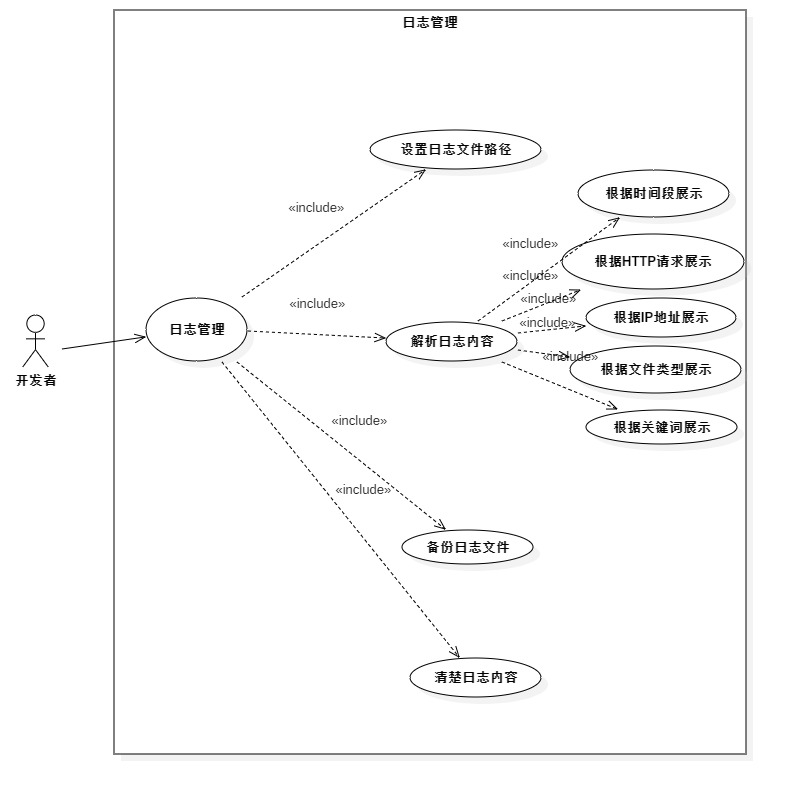 日志管理
设置日志文件路径
根据时间段展示
«include»
«include»
根据HTTP请求展示
«include»
«include»
«include»
根据IP地址展示
«include»
日志管理
解析日志内容
«include»
根据文件类型展示
开发者
«include»
根据关键词展示
«include»
备份日志文件
清楚日志内容